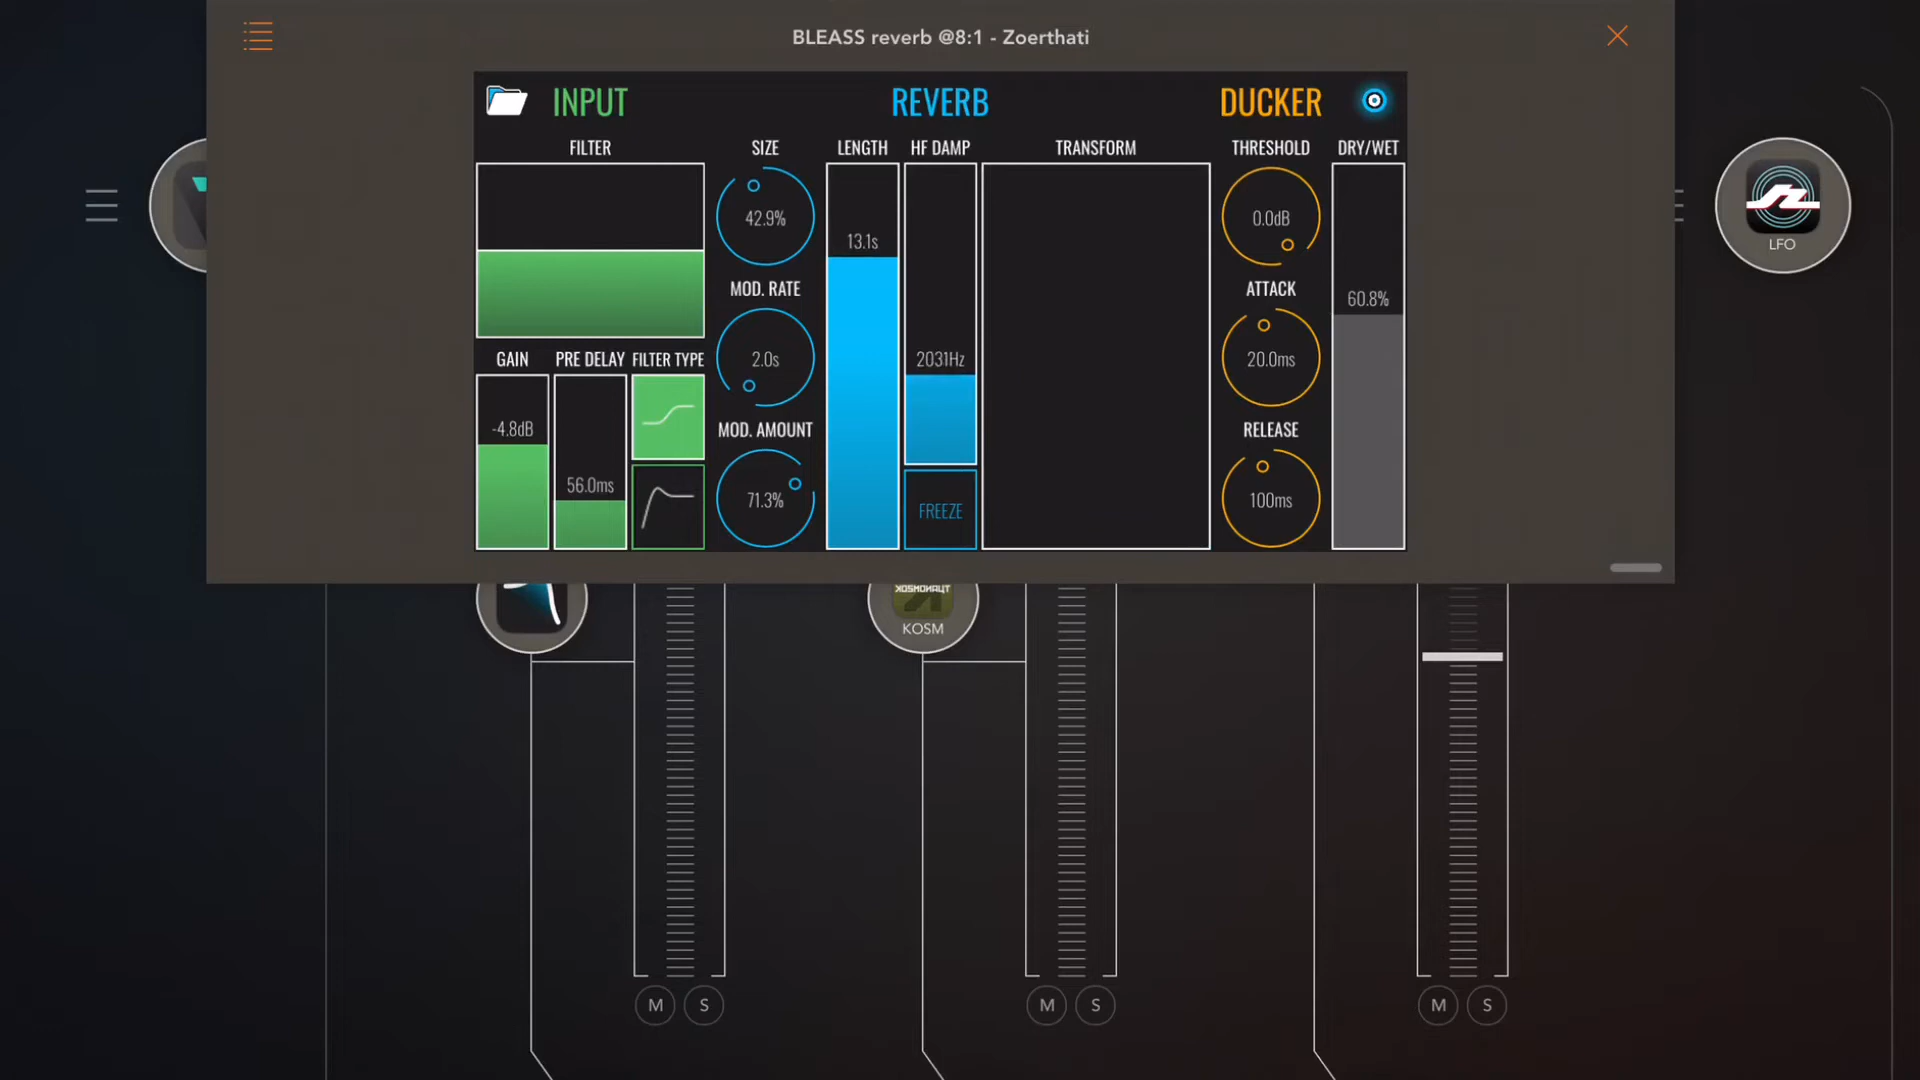 BLEASS reverb @8:1 - Zoerthati
INPUT REVERB DUCKER
FILTER SIZE LENGTH HF DAMP TRANSFORM THRESHOLD DRY/WET
42.9% 0.0dB
13.1s
MOD. RATE ATTACK
60.8%
GAIN PRE DELAY FILTER TYPE 2.0s 2031Hz 20.0ms
-4.8dB MOD. AMOUNT RELEASE
56.0ms 71.3% 100ms
FREEZE
LFO
KOSMONAUT
KOSM
M S M S M S